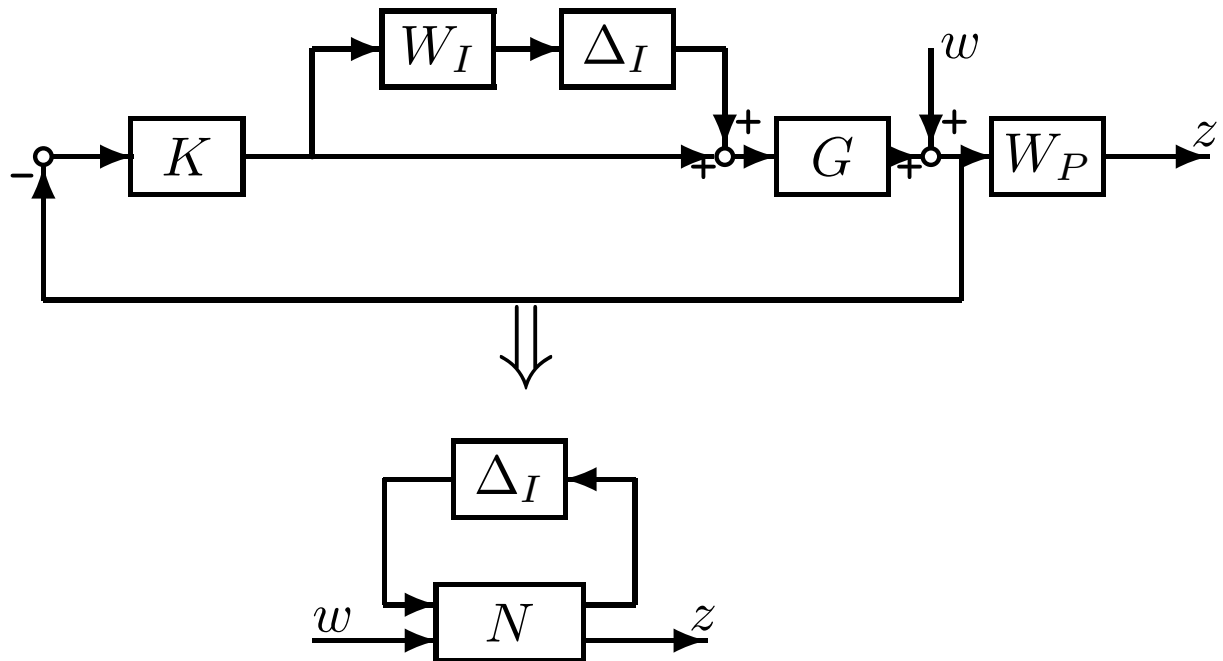 W_I Δ_I w
+ + z
- K + G + W_P
Δ_I
w N z